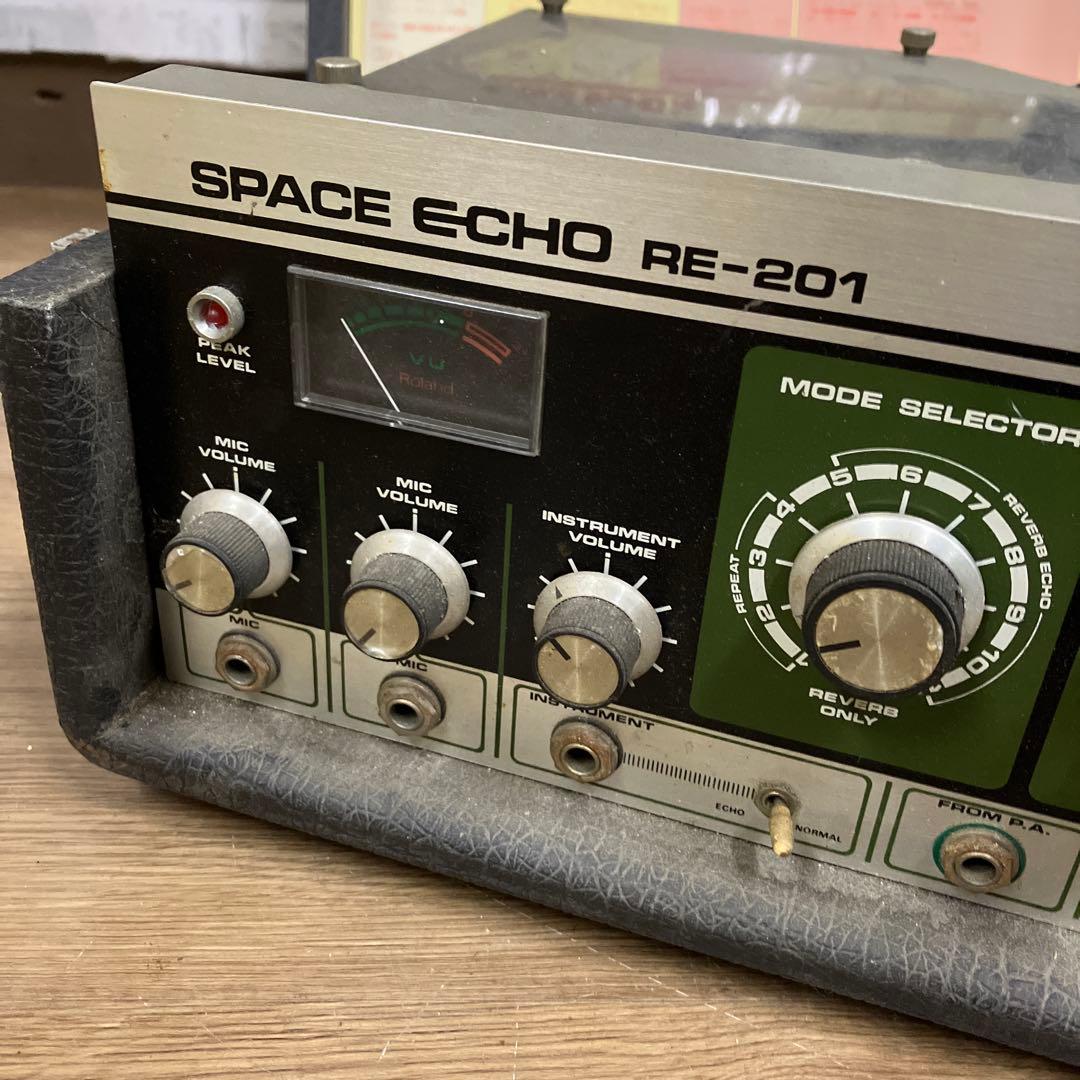 SPACE ECHO RE-201
PEAK
LEVEL
VU
Roland
MIC
VOLUME
MIC
VOLUME
INSTRUMENT
VOLUME
MIC
MIC
INSTRUMENT
ECHO
NORMAL
MODE SELECTOR
REPEAT
REVERB ECHO
1 2 3 4 5 6 7 8 9 10
REVERB
ONLY
FROM P.A.